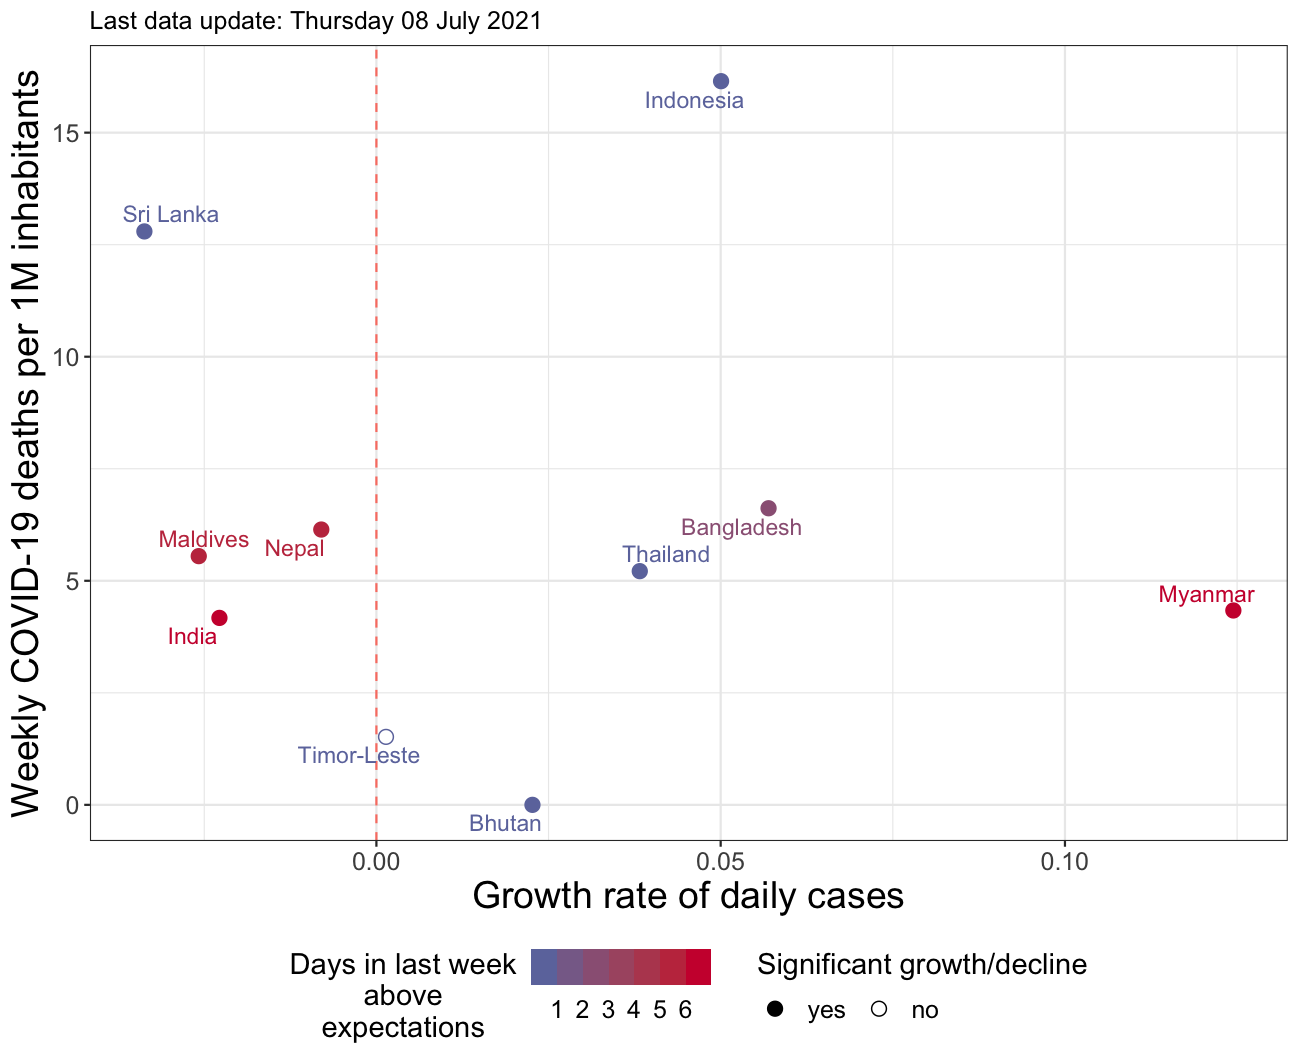 Last data update: Thursday 08 July 2021
Weekly COVID-19 deaths per 1M inhabitants
15
10
5
0
Indonesia
Sri Lanka
Bangladesh
Maldives
Nepal
Thailand
Myanmar
India
Timor-Leste
Bhutan
0.00 0.05 0.10
Growth rate of daily cases
Days in last week
above
expectations
1 2 3 4 5 6
Significant growth/decline
yes no